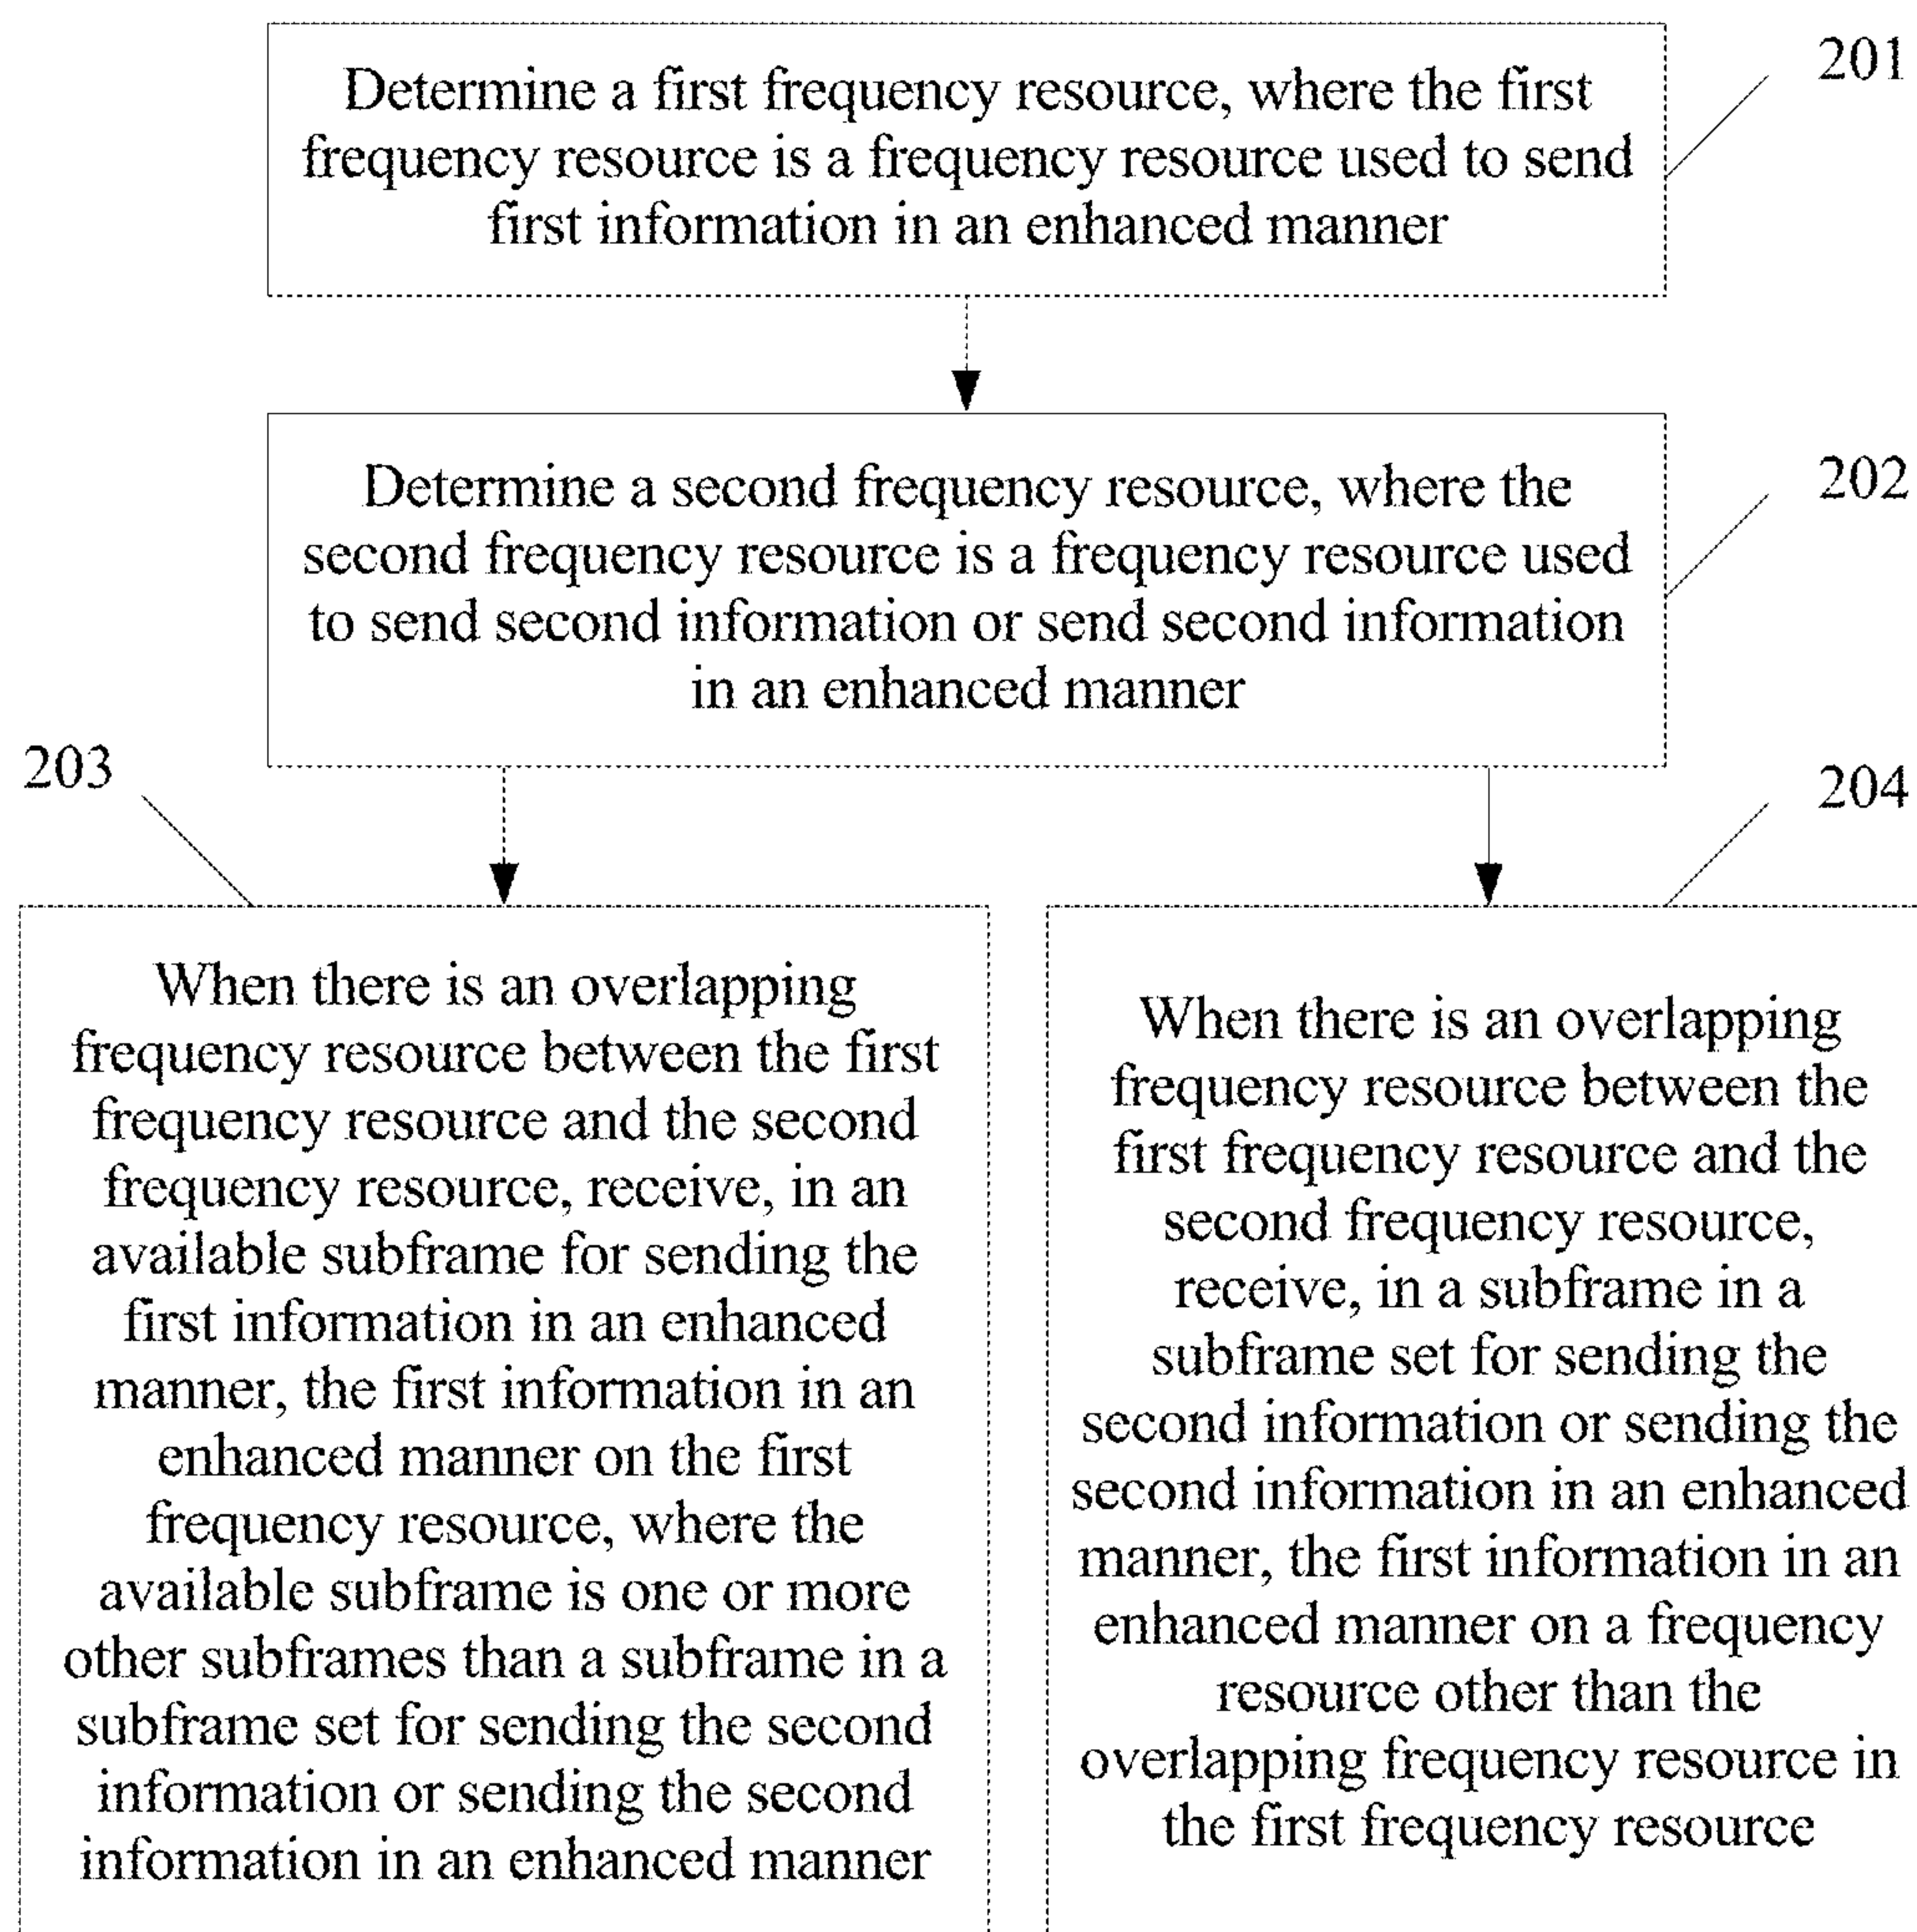 201
Determine a first frequency resource, where the first
frequency resource is a frequency resource used to send
first information in an enhanced manner
202
Determine a second frequency resource, where the
second frequency resource is a frequency resource used
to send second information or send second information
in an enhanced manner
203
When there is an overlapping
frequency resource between the first
frequency resource and the second
frequency resource, receive, in an
available subframe for sending the
first information in an enhanced
manner, the first information in an
enhanced manner on the first
frequency resource, where the
available subframe is one or more
other subframes than a subframe in a
subframe set for sending the second
information or sending the second
information in an enhanced manner
204
When there is an overlapping
frequency resource between the
first frequency resource and the
second frequency resource,
receive, in a subframe in a
subframe set for sending the
second information or sending the
second information in an enhanced
manner, the first information in an
enhanced manner on a frequency
resource other than the
overlapping frequency resource in
the first frequency resource